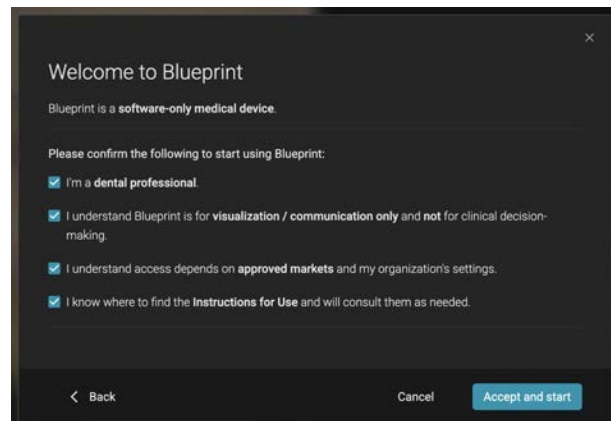 Welcome to Blueprint
Blueprint is a software-only medical device.
Please confirm the following to start using Blueprint:
I'm a dental professional.
I understand Blueprint is for visualization / communication only and not for clinical decision-
making.
I understand access depends on approved markets and my organization's settings.
I know where to find the Instructions for Use and will consult them as needed.
Back
Cancel
Accept and start